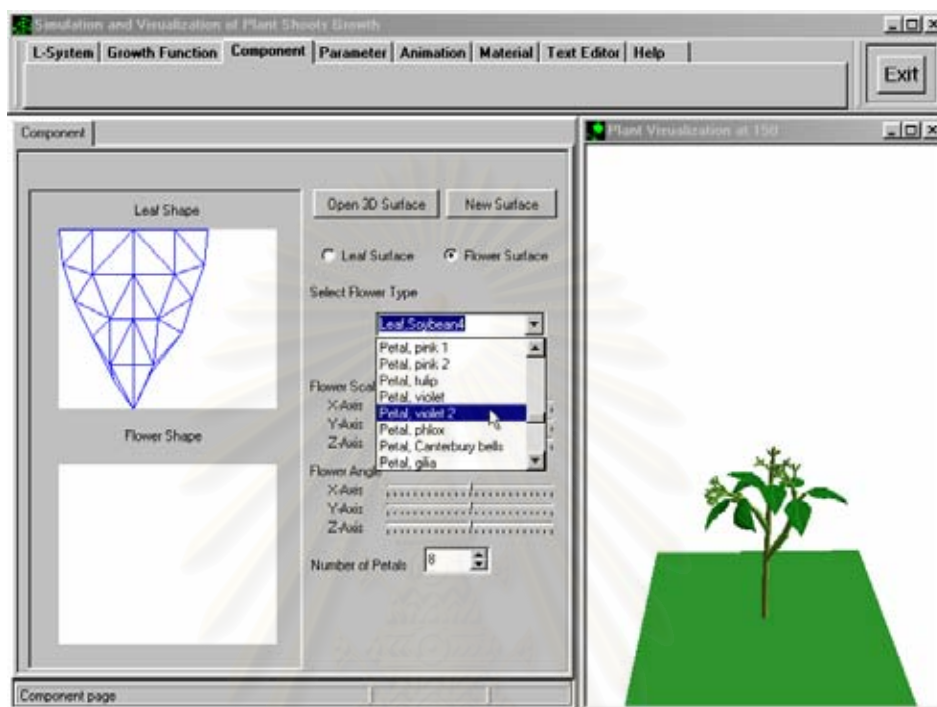 Simulation and Visualization of Plant Shoots Growth
L-System Growth Function Component Parameter Animation Material Text Editor Help
Exit
Component
Plant Visualization at 150
Leaf Shape
Open 3D Surface New Surface
Leaf Surface Flower Surface
Select Flower Type
Leaf,Soybean4
Petal, pink 1
Petal, pink 2
Petal, tulip
Petal, violet
Petal, violet 2
Petal, phlox
Petal, Canterbury bells
Petal, gilia
Flower Scal
X-Axis
Y-Axis
Z-Axis
Flower Shape
Flower Angle
X-Axis
Y-Axis
Z-Axis
Number of Petals 8
Component page